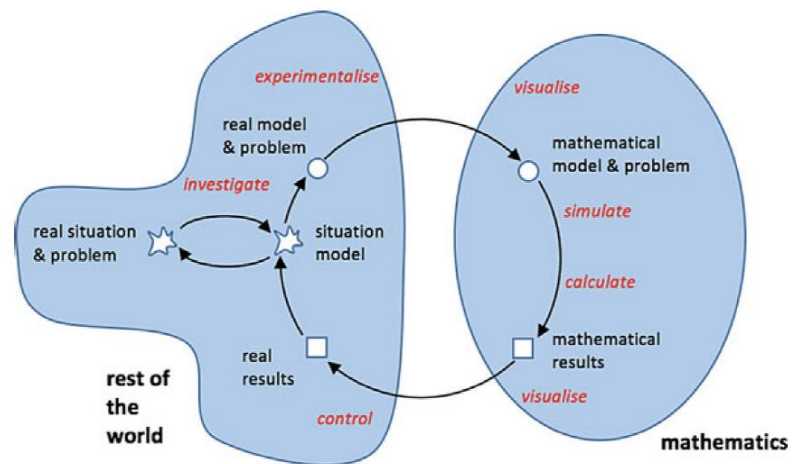 experimentalise
visualise
real model
& problem
mathematical
model & problem
investigate
simulate
real situation
& problem
situation
model
calculate
real
results
mathematical
results
rest of
the
world
control
visualise
mathematics